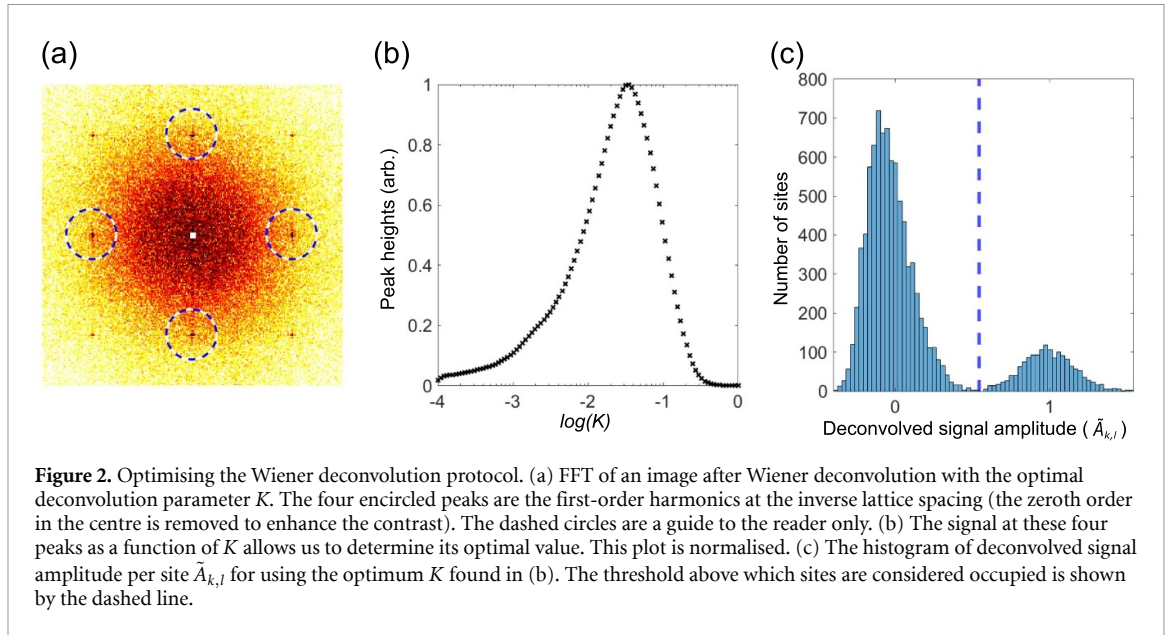 (a)
(b)
(c)
Peak heights (arb.)
1
0.8
0.6
0.4
0.2
0
-4
-3
-2
-1
0
log(K)
Number of sites
800
700
600
500
400
300
200
100
0
0
1
Deconvolved signal amplitude ( Ã_{k,l} )
Figure 2. Optimising the Wiener deconvolution protocol. (a) FFT of an image after Wiener deconvolution with the optimal
deconvolution parameter K. The four encircled peaks are the first-order harmonics at the inverse lattice spacing (the zeroth order
in the centre is removed to enhance the contrast). The dashed circles are a guide to the reader only. (b) The signal at these four
peaks as a function of K allows us to determine its optimal value. This plot is normalised. (c) The histogram of deconvolved signal
amplitude per site Ã_{k,l} for using the optimum K found in (b). The threshold above which sites are considered occupied is shown
by the dashed line.